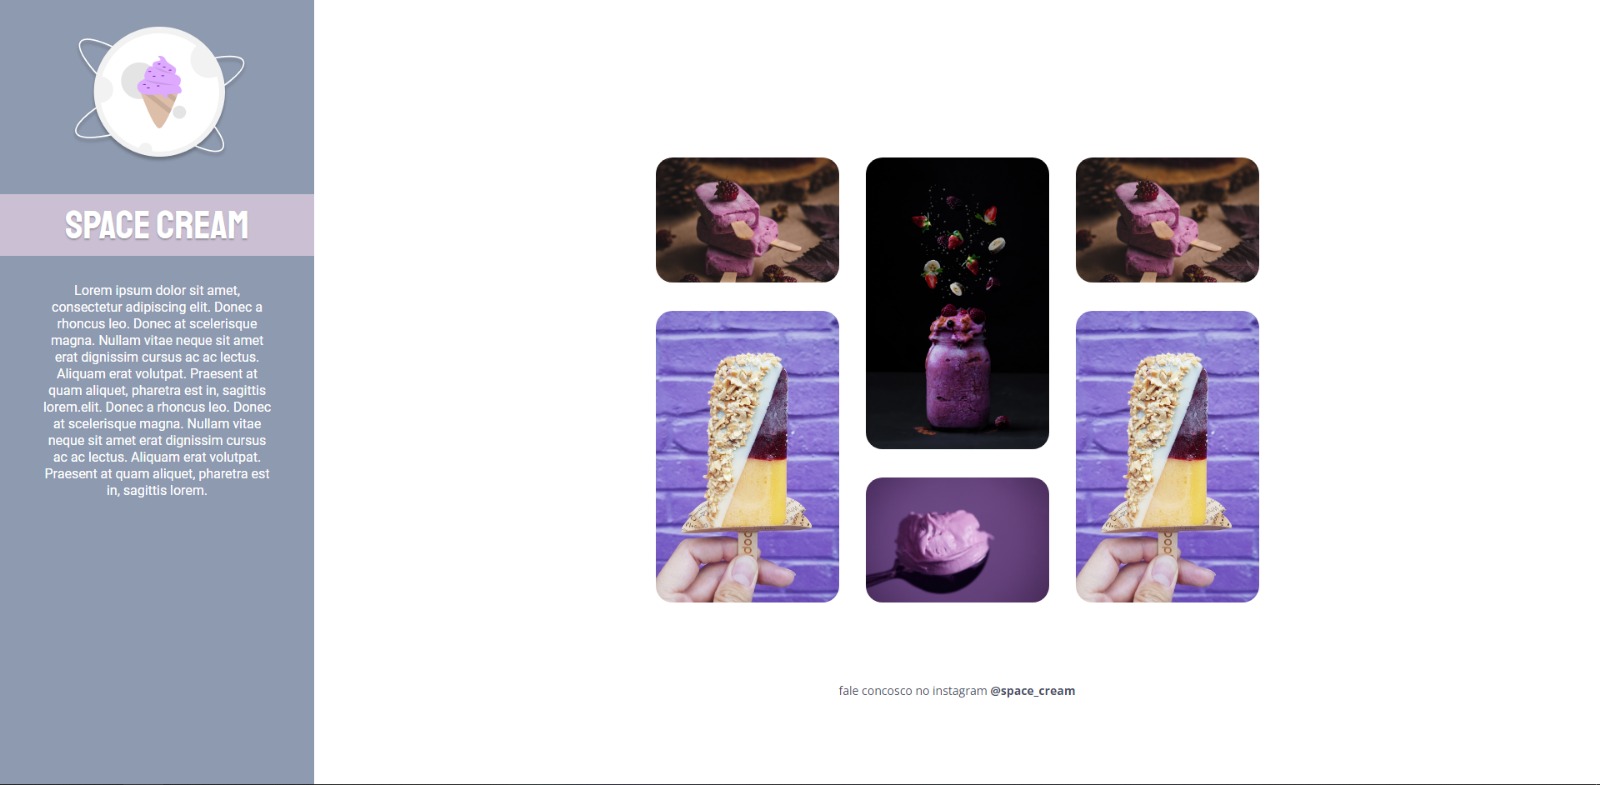 SPACE CREAM
Lorem ipsum dolor sit amet,
consectetur adipiscing elit. Donec a
rhoncus leo. Donec at scelerisque
magna. Nullam vitae neque sit amet
erat dignissim cursus ac ac lectus.
Aliquam erat volutpat. Praesent at
quam aliquet, pharetra est in, sagittis
lorem.elit. Donec a rhoncus leo. Donec
at scelerisque magna. Nullam vitae
neque sit amet erat dignissim cursus
ac ac lectus. Aliquam erat volutpat.
Praesent at quam aliquet, pharetra est
in, sagittis lorem.
fale concosco no instagram @space_cream